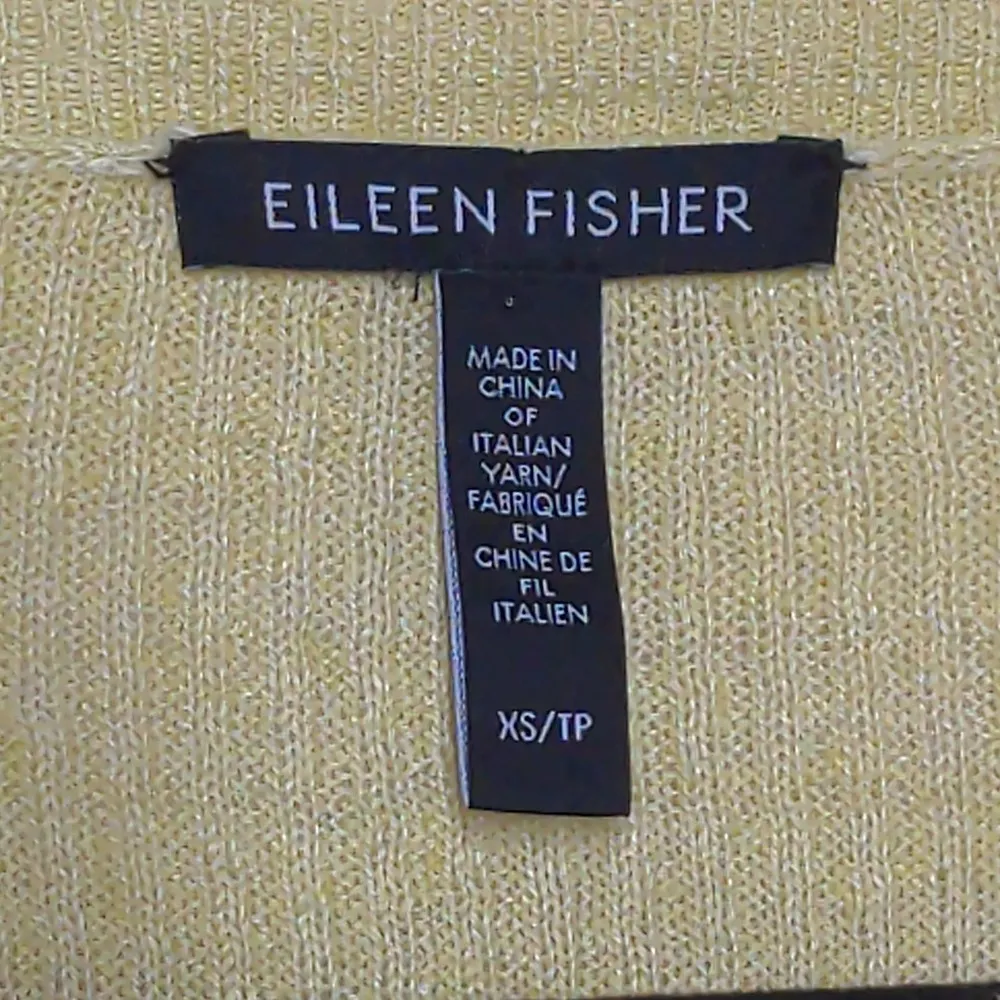 EILEEN FISHER
MADE IN
CHINA
OF
ITALIAN
YARN/
FABRIQUÉ
EN
CHINE DE
FIL
ITALIEN
XS/TP